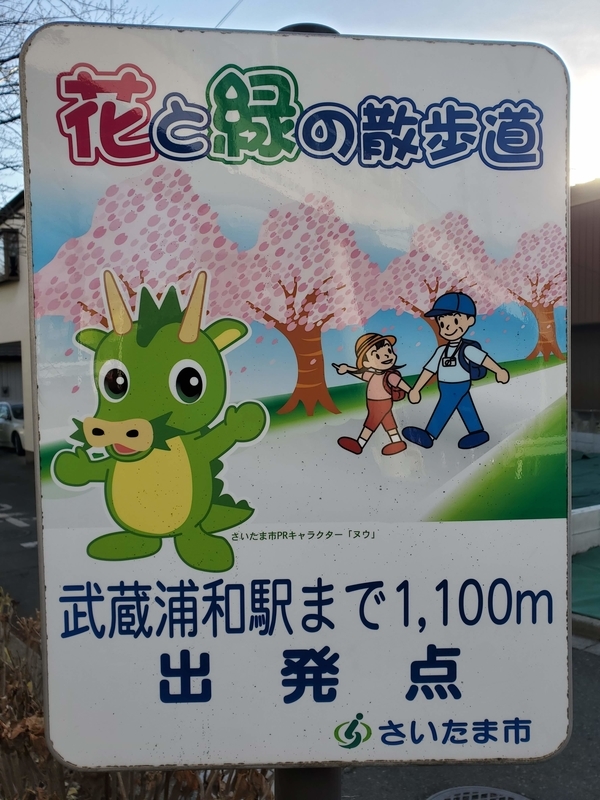 花と緑の散歩道
さいたま市PRキャラクター「ヌウ」
武蔵浦和駅まで1,100m
出発点
さいたま市